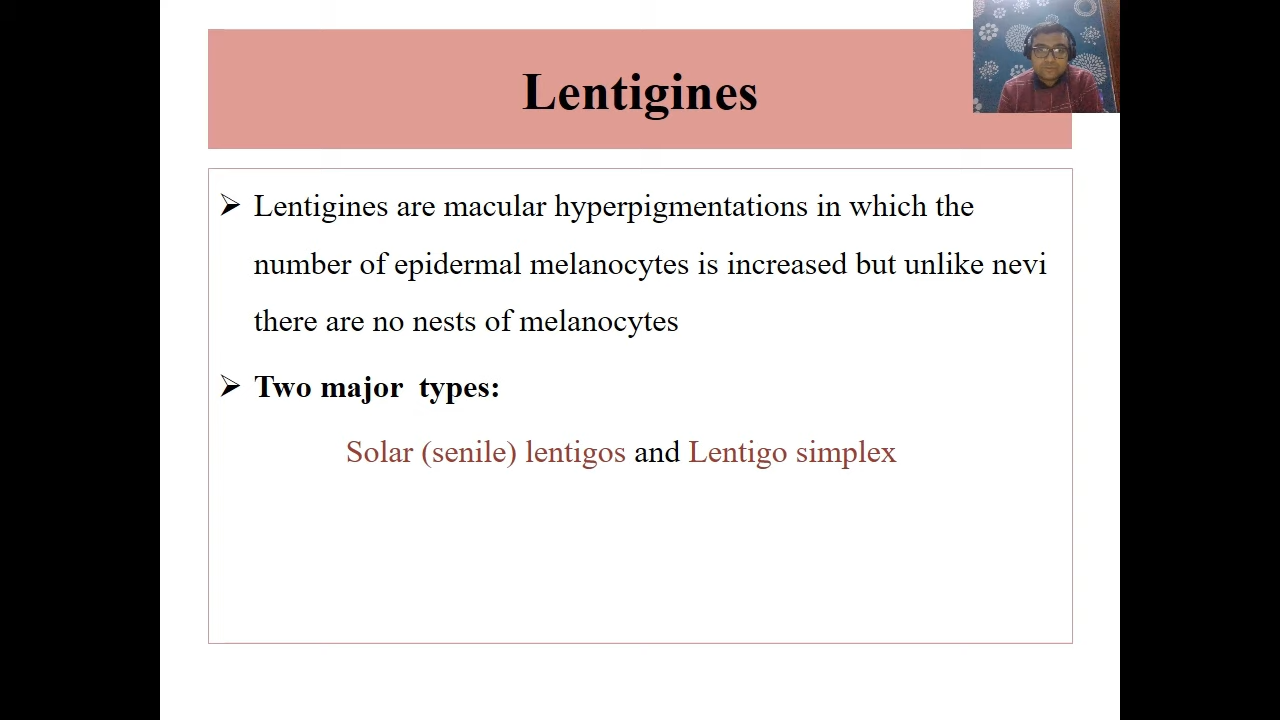 Lentigines
➢ Lentigines are macular hyperpigmentations in which the
number of epidermal melanocytes is increased but unlike nevi
there are no nests of melanocytes
➢ Two major  types:
Solar (senile) lentigos and Lentigo simplex